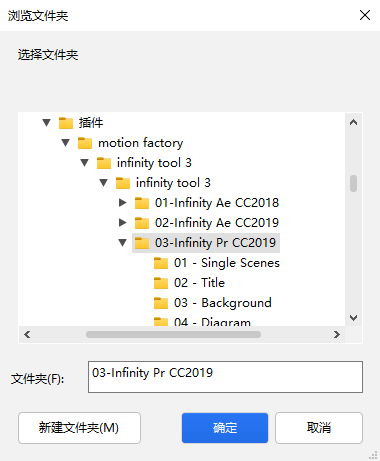 浏览文件夹
选择文件夹
插件
motion factory
infinity tool 3
infinity tool 3
01-Infinity Ae CC2018
02-Infinity Ae CC2019
03-Infinity Pr CC2019
01 - Single Scenes
02 - Title
03 - Background
04 - Diagram
文件夹(F):
03-Infinity Pr CC2019
新建文件夹(M)
确定
取消